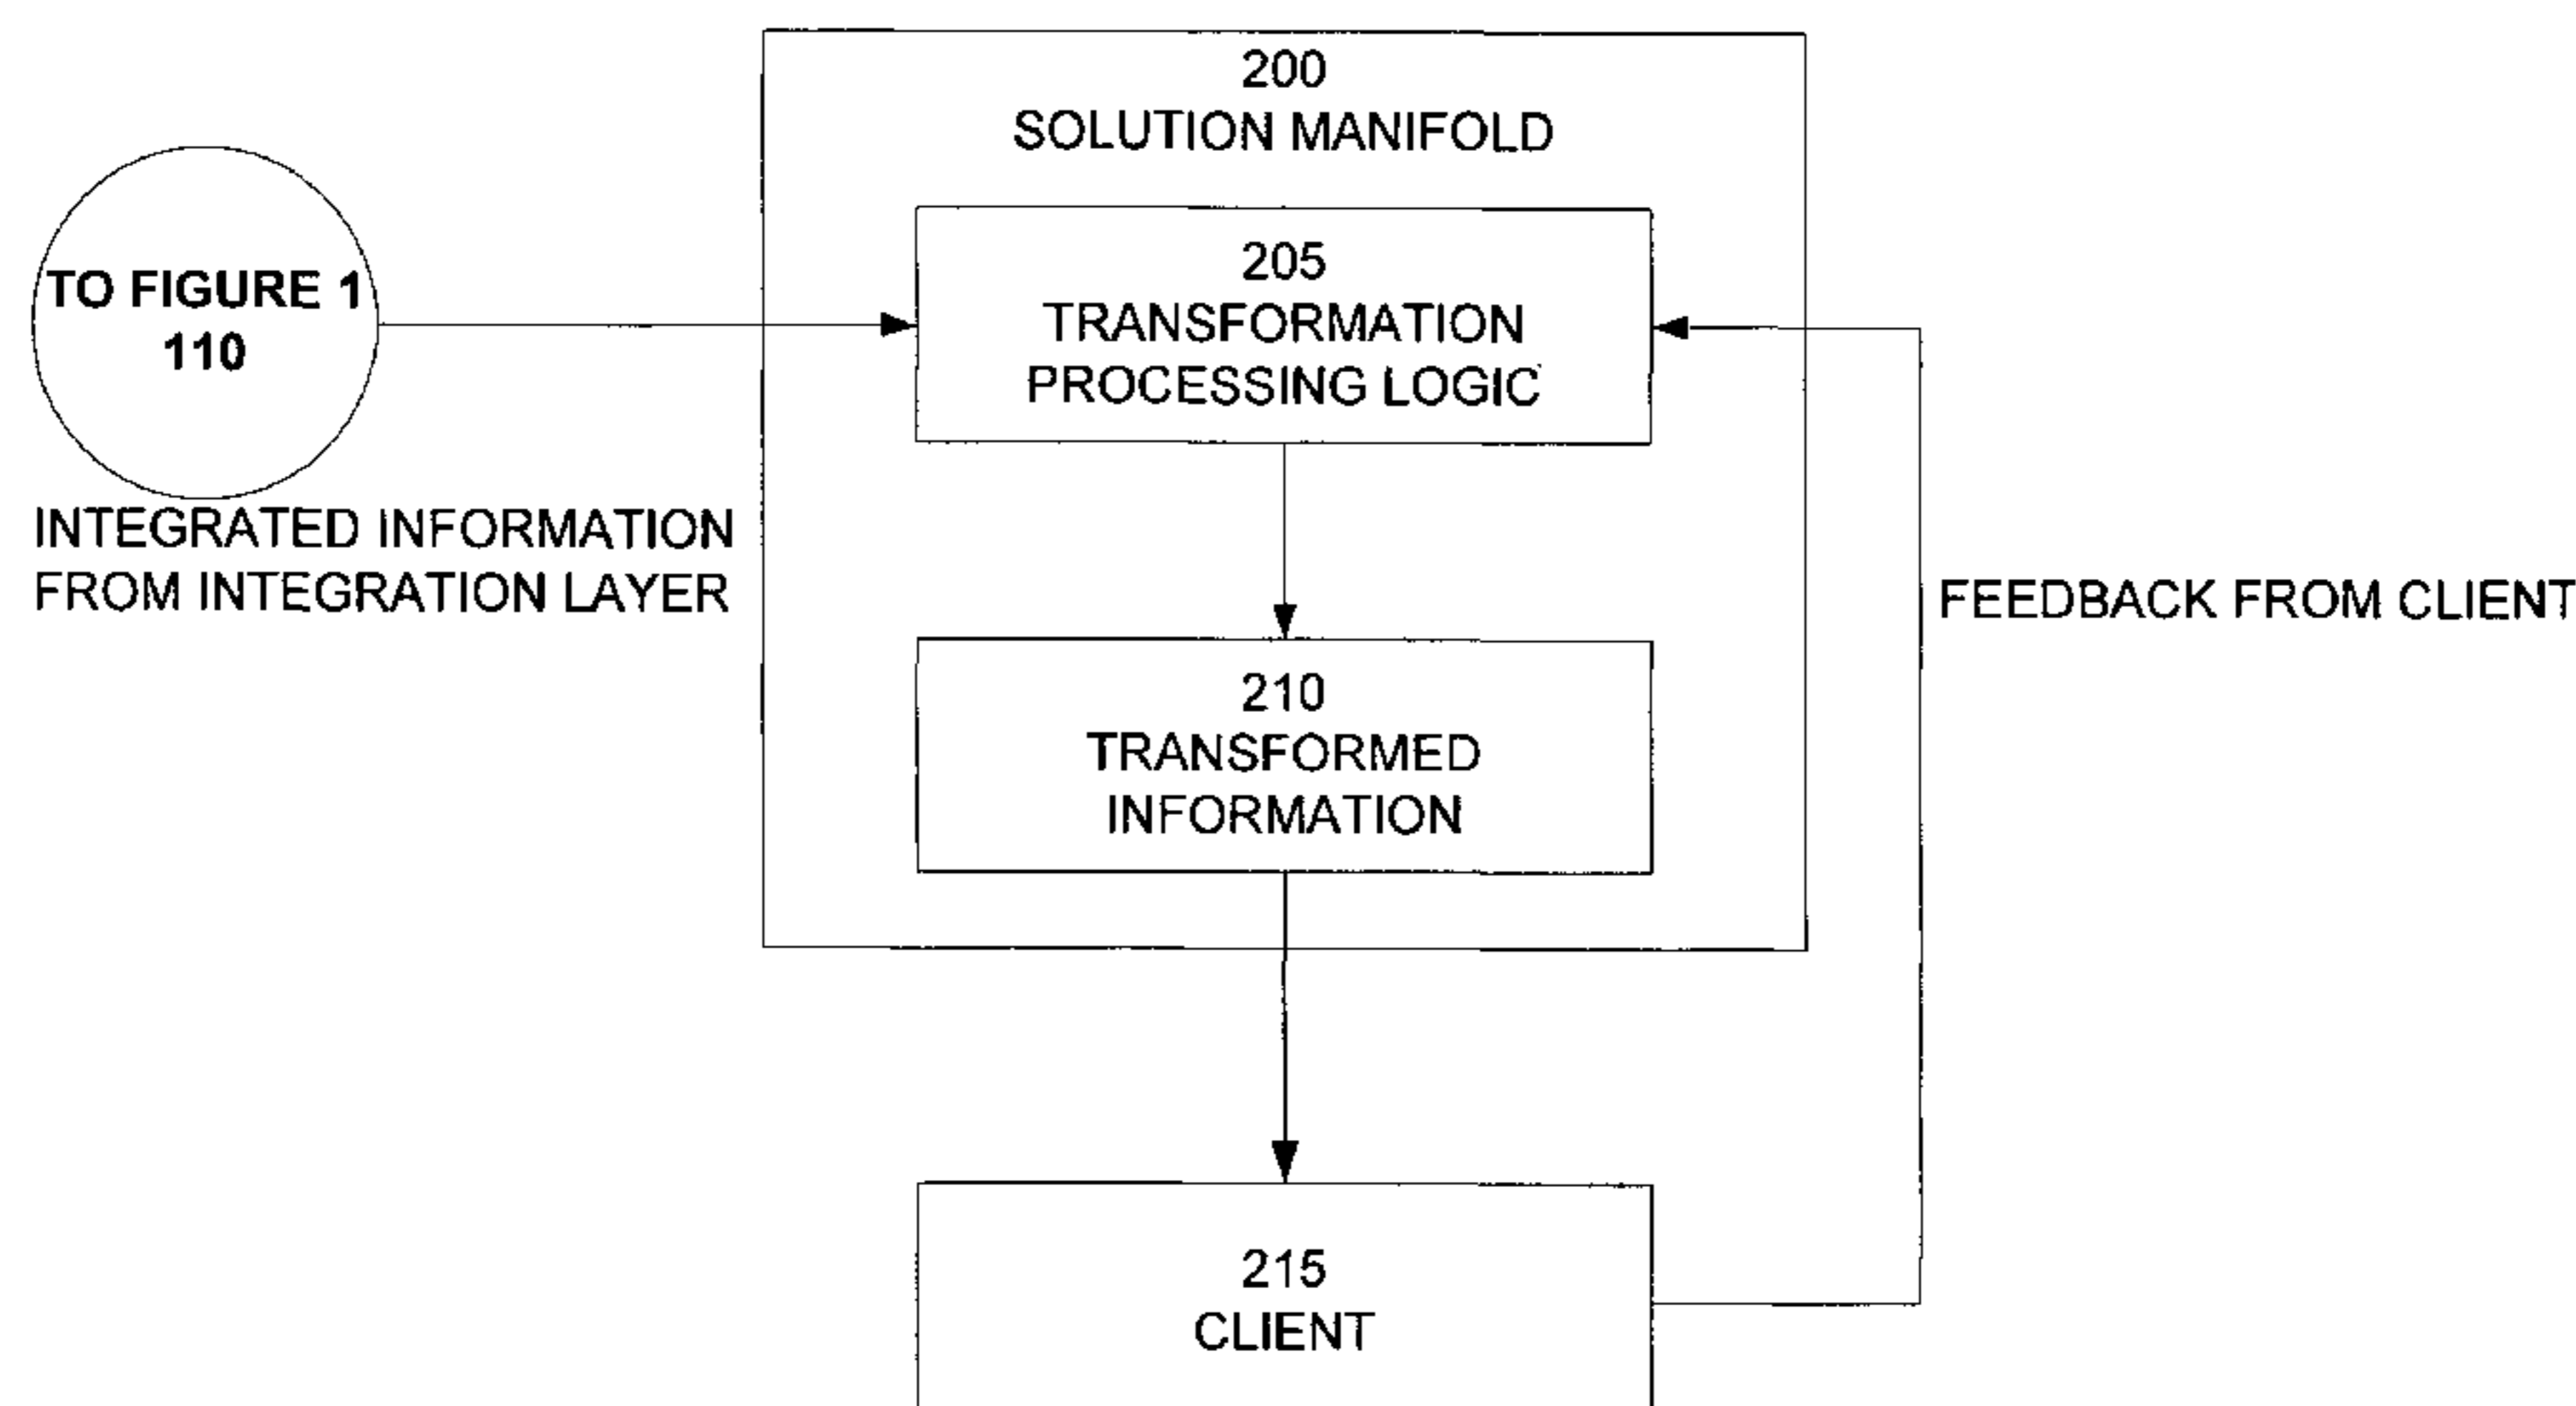 200
SOLUTION MANIFOLD
TO FIGURE 1
110
205
TRANSFORMATION
PROCESSING LOGIC
INTEGRATED INFORMATION
FROM INTEGRATION LAYER
FEEDBACK FROM CLIENT
210
TRANSFORMED
INFORMATION
215
CLIENT